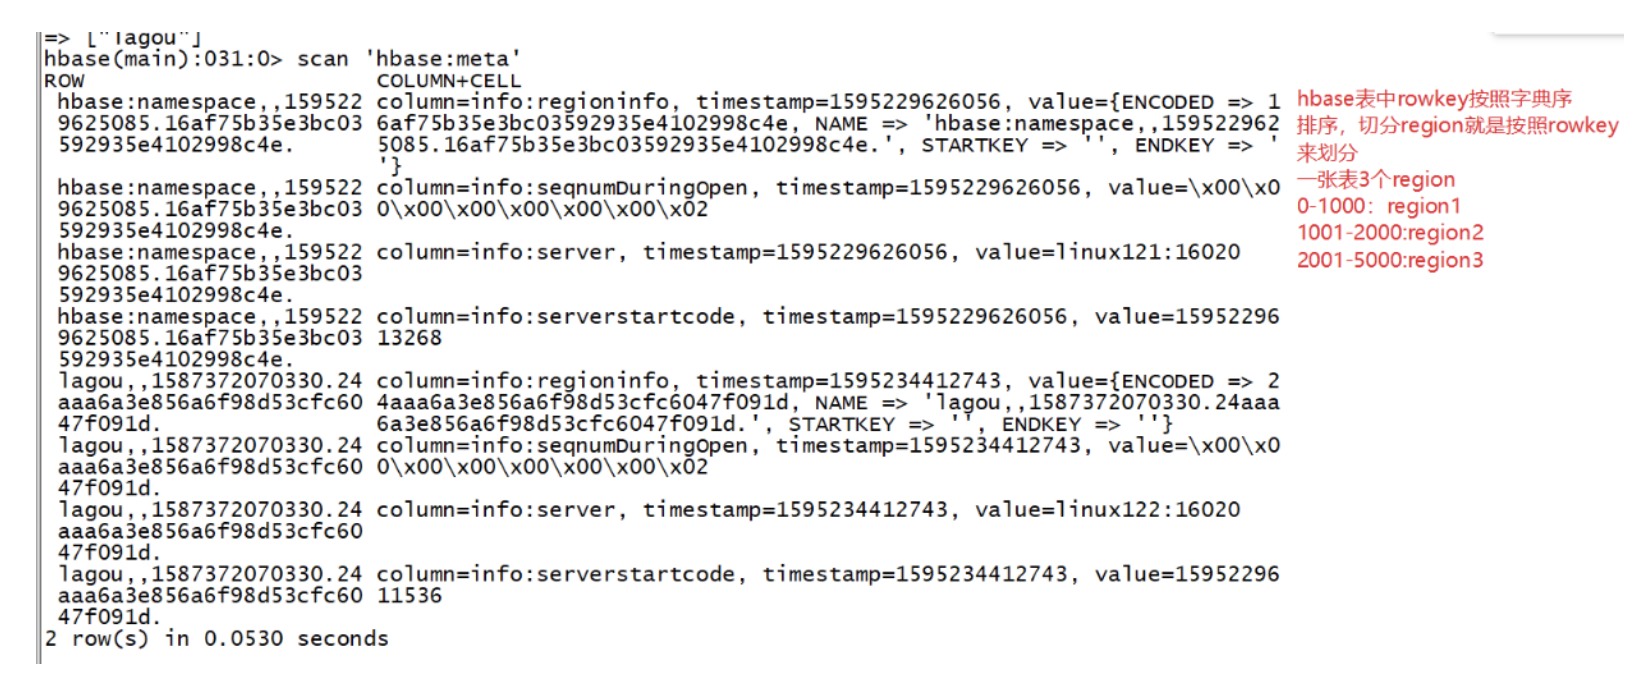 => ["lagou"]
hbase(main):031:0> scan 'hbase:meta'
ROW                    COLUMN+CELL
hbase:namespace,,159522 column=info:regioninfo, timestamp=1595229626056, value={ENCODED => 1
9625085.16af75b35e3bc03 6af75b35e3bc03592935e4102998c4e, NAME => 'hbase:namespace,,159522962
592935e4102998c4e.      5085.16af75b35e3bc03592935e4102998c4e.', STARTKEY => '', ENDKEY => '
'}
hbase:namespace,,159522 column=info:seqnumDuringOpen, timestamp=1595229626056, value=\x00\x0
9625085.16af75b35e3bc03 0\x00\x00\x00\x00\x00\x02
592935e4102998c4e.
hbase:namespace,,159522 column=info:server, timestamp=1595229626056, value=linux121:16020
9625085.16af75b35e3bc03
592935e4102998c4e.
hbase:namespace,,159522 column=info:serverstartcode, timestamp=1595229626056, value=15952296
9625085.16af75b35e3bc03 13268
592935e4102998c4e.
lagou,,1587372070330.24 column=info:regioninfo, timestamp=1595234412743, value={ENCODED => 2
aaa6a3e856a6f98d53cfc60 4aaa6a3e856a6f98d53cfc6047f091d, NAME => 'lagou,,1587372070330.24aaa
47f091d.                6a3e856a6f98d53cfc6047f091d.', STARTKEY => '', ENDKEY => ''}
lagou,,1587372070330.24 column=info:seqnumDuringOpen, timestamp=1595234412743, value=\x00\x0
aaa6a3e856a6f98d53cfc60 0\x00\x00\x00\x00\x00\x02
47f091d.
lagou,,1587372070330.24 column=info:server, timestamp=1595234412743, value=linux122:16020
aaa6a3e856a6f98d53cfc60
47f091d.
lagou,,1587372070330.24 column=info:serverstartcode, timestamp=1595234412743, value=15952296
aaa6a3e856a6f98d53cfc60 11536
47f091d.
2 row(s) in 0.0530 seconds
hbase表中rowkey按照字典序
排序，切分region就是按照rowkey
来划分
一张表3个region
0-1000：region1
1001-2000:region2
2001-5000:region3